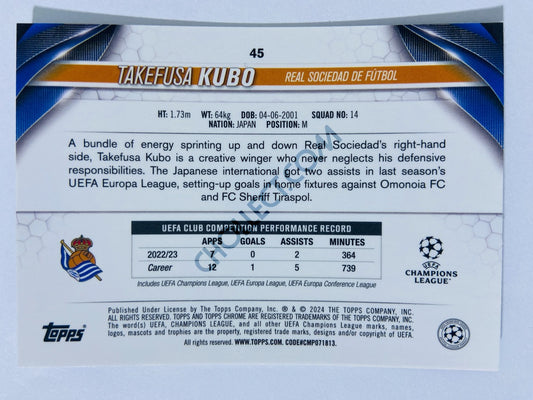 45
TAKEFUSA KUBO
REAL SOCIEDAD DE FÚTBOL
HT: 1.73m WT: 64kg DOB: 04-06-2001 SQUAD NO: 14
NATION: JAPAN POSITION: M
A bundle of energy sprinting up and down Real Sociedad's right-hand
side, Takefusa Kubo is a creative winger who never neglects his defensive
responsibilities. The Japanese international got two assists in last season's
UEFA Europa League, setting-up goals in home fixtures against Omonoia FC
and FC Sheriff Tiraspol.
UEFA CLUB COMPETITION PERFORMANCE RECORD
APPS GOALS ASSISTS MINUTES
2022/23 7 0 2 364
Career 12 1 5 739
Includes UEFA Champions League, UEFA Europa League, UEFA Europa Conference League
UEFA
CHAMPIONS
LEAGUE
CHOLLECT.COM
Published Under License by The Topps Company, Inc. ® & © 2024 THE TOPPS COMPANY, INC.
ALL RIGHTS RESERVED. TOPPS AND TOPPS CHROME ARE REGISTERED TRADEMARKS OF THE TOPPS COMPANY, INC.
The word(s) UEFA, CHAMPIONS LEAGUE, and all other UEFA Champions League marks, names,
logos, mascots and trophies are the property, registered trade marks, designs and/or copyright of UEFA.
All rights reserved. WWW.TOPPS.COM. CODE#CMP071813.
topps